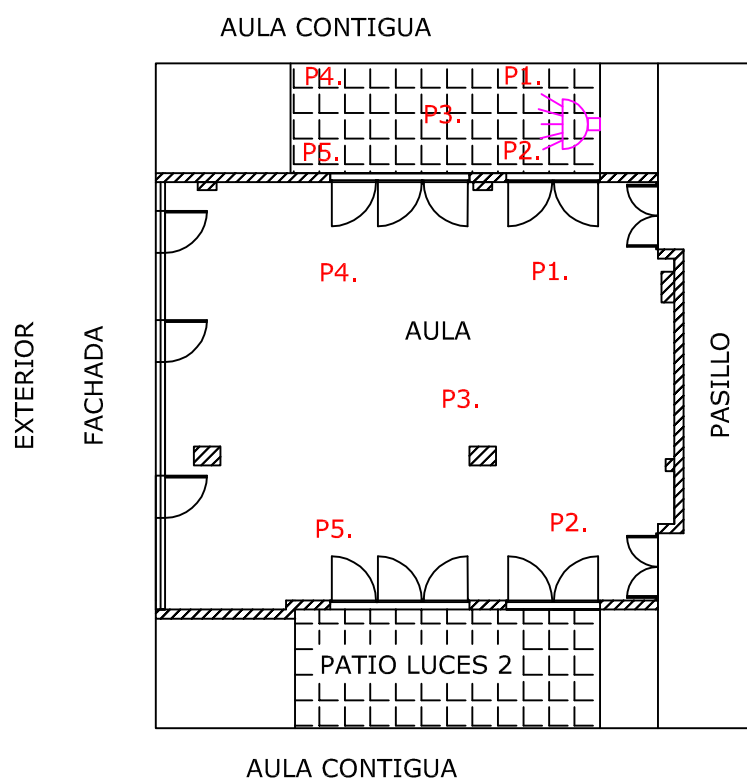 AULA CONTIGUA
P4. P1.
P3.
P5. P2.
P4. P1.
AULA
EXTERIOR
FACHADA
PASILLO
P3.
P5. P2.
PATIO LUCES 2
AULA CONTIGUA